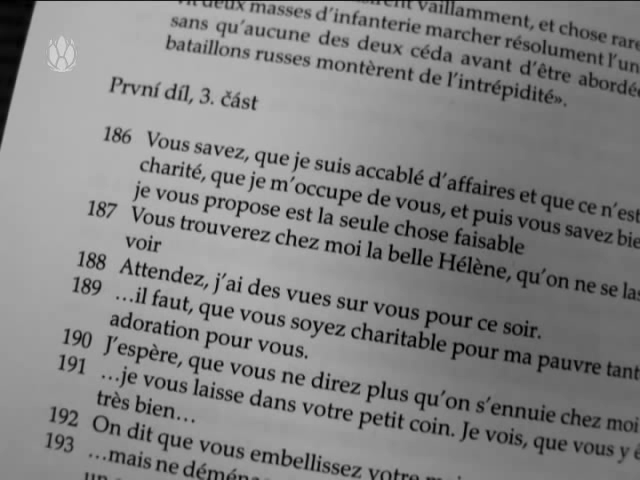 deux masses d'infanterie marcher résolument l'un
sans qu'aucune des deux céda avant d'être abordée
bataillons russes montèrent de l'intrépidité».
První díl, 3. část
186 Vous savez, que je suis accablé d'affaires et que ce n'est
charité, que je m'occupe de vous, et puis vous savez bie
je vous propose est la seule chose faisable
187 Vous trouverez chez moi la belle Hélène, qu'on ne se las
voir
188 Attendez, j'ai des vues sur vous pour ce soir.
189 ...il faut, que vous soyez charitable pour ma pauvre tant
adoration pour vous.
190 J'espère, que vous ne direz plus qu'on s'ennuie chez moi
191 ...je vous laisse dans votre petit coin. Je vois, que vous y ê
très bien...
192 On dit que vous embellissez votre
193 ...mais ne